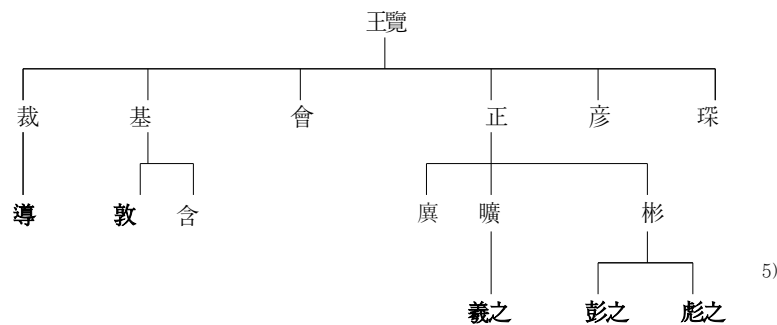 王覽
裁 基 會 正 彦 琛
導 敦 含 廙 曠 彬
5)
羲之 彭之 彪之